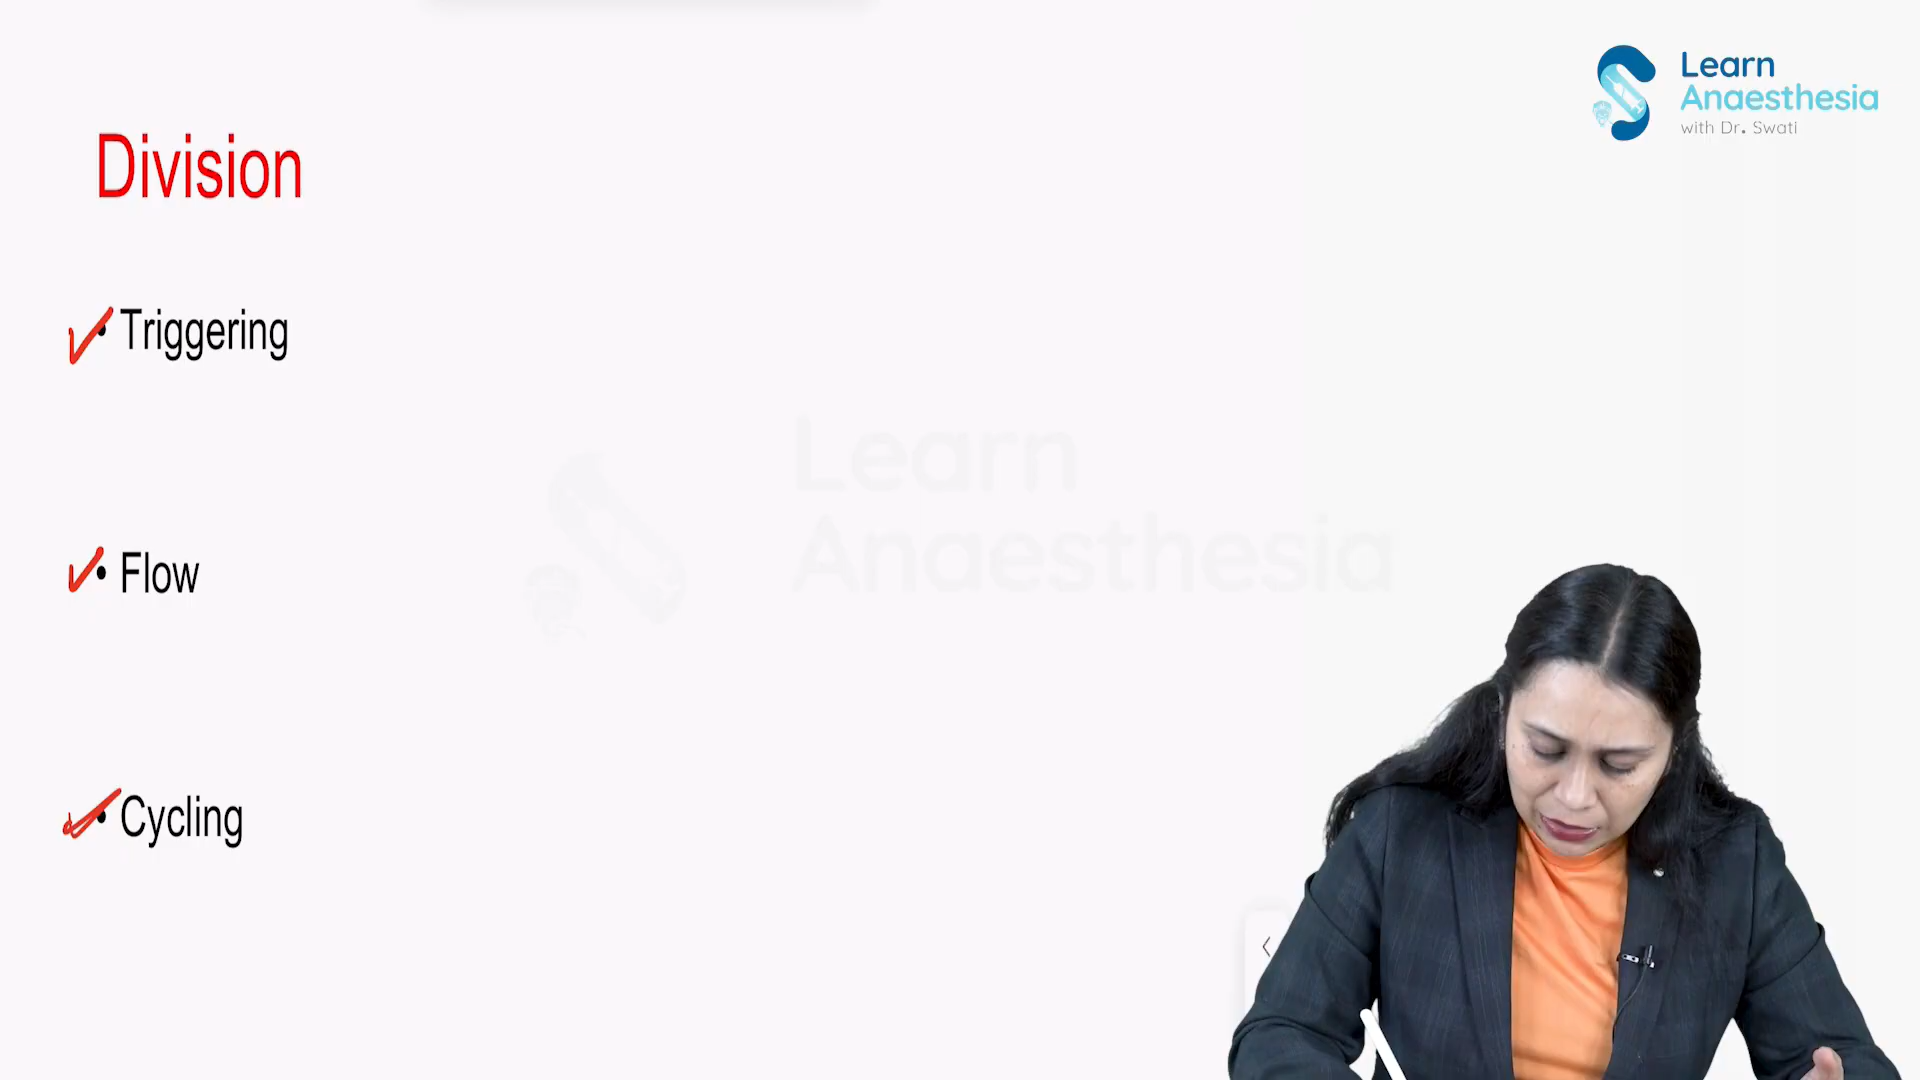 Learn
Anaesthesia
with Dr. Swati
Division
• Triggering
Learn
Anaesthesia
• Flow
• Cycling